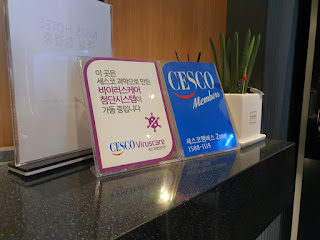 이 곳은
세스코 과학으로 만든
바이러스케어
첨단시스템이
가동 중입니다
CESCO Viruscare
CESCO
Members
세스코멤버스 Zone
1588-1119